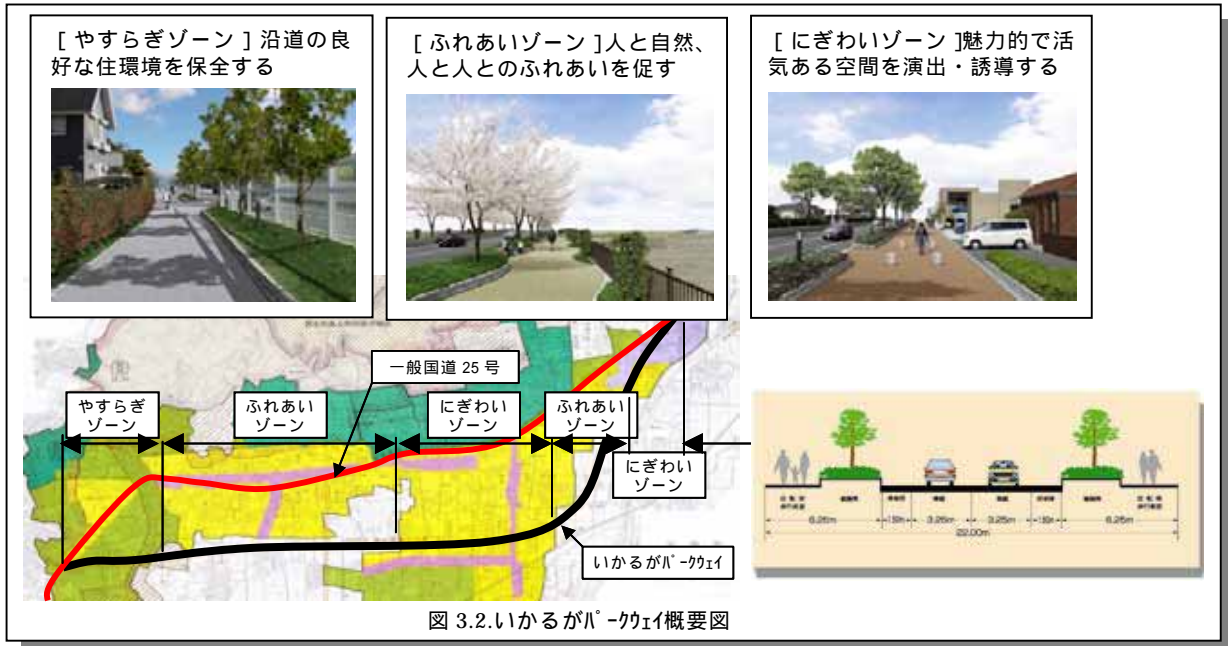 [やすらぎゾーン]沿道の良
好な住環境を保全する
[ふれあいゾーン]人と自然、
人と人とのふれあいを促す
[にぎわいゾーン]魅力的で活
気ある空間を演出・誘導する
一般国道 25 号
やすらぎ
ゾーン
ふれあい
ゾーン
にぎわい
ゾーン
ふれあい
ゾーン
にぎわい
ゾーン
いかるがﾊﾟｰｸｳｪｲ
6.25m
3.25m
3.25m
6.25m
22.00m
図 3.2.いかるがﾊﾟｰｸｳｪｲ概要図